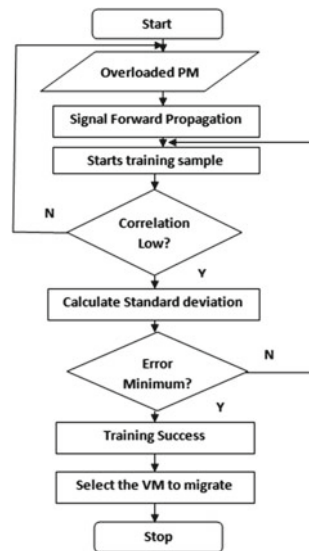 Start
Overloaded PM
Signal Forward Propagation
Starts training sample
N
Correlation
Low?
Y
Calculate Standard deviation
Error
Minimum?
N
Y
Training Success
Select the VM to migrate
Stop